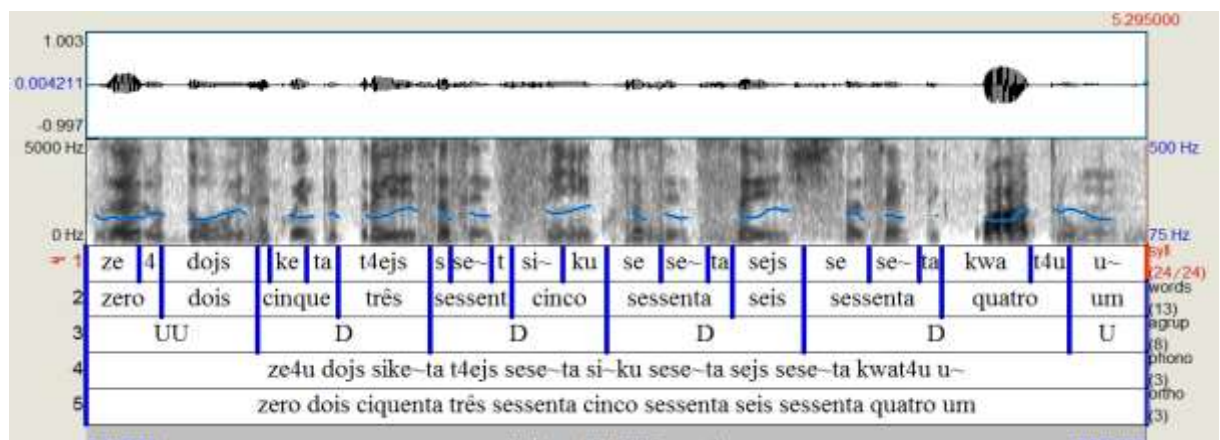 5.295000
1.003
0.004211
-0.997
5000 Hz 500 Hz
0 Hz 75 Hz
1 ze 4 dojs ke ta t4ejs s se~ t si~ ku se se~ ta sejs se se~ ta kwa t4u u~ syll (24/24)
2 zero dois cinque três sessent cinco sessenta seis sessenta quatro um words (13)
3 UU D D D D U agrup (8)
4 ze4u dojs sike~ta t4ejs sese~ta si~ku sese~ta sejs sese~ta kwat4u u~ phono (3)
5 zero dois ciquenta três sessenta cinco sessenta seis sessenta quatro um ortho (3)